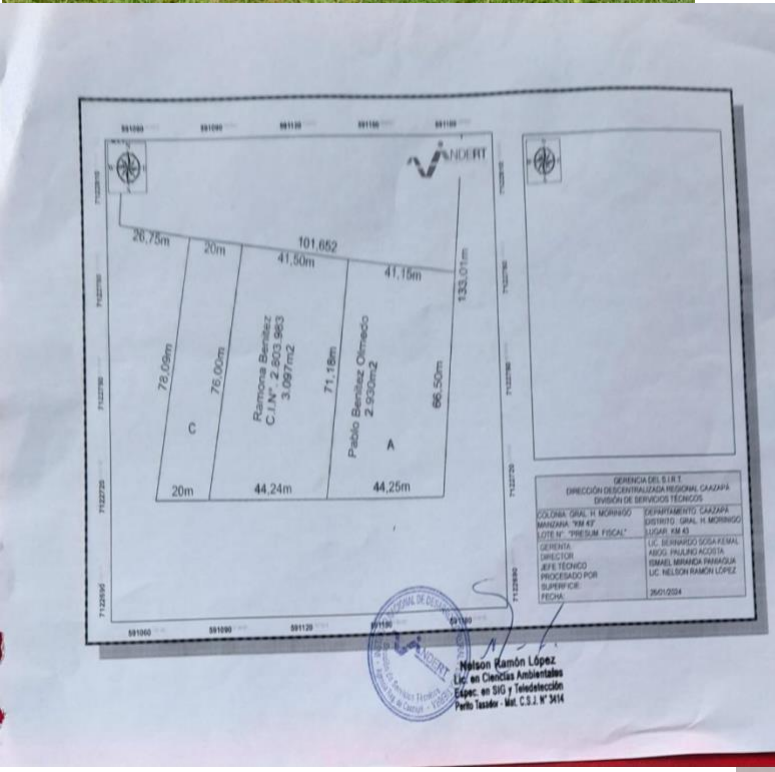 591060
591090
591120
591150
591180
INDERT
26,75m
20m
101,652
41,50m
41,15m
133,01m
78,09m
76,00m
Ramona Benitez
C.I.N° . 2.803.983
3.097m2
71,18m
Pablo Benitez Olmedo
2.930m2
66,50m
C
A
20m
44,24m
44,25m
7122810
7122780
7122750
7122720
7122690
591060
591090
591120
591150
591180
GERENCIA DEL S.I.R.T.
DIRECCIÓN DESCENTRALIZADA REGIONAL CAAZAPÁ
DIVISIÓN DE SERVICIOS TÉCNICOS
COLONIA: GRAL. H. MORINIGO
DEPARTAMENTO: CAAZAPÁ
MANZANA: "KM 43"
DISTRITO: GRAL. H. MORINIGO
LOTE N°: "PRESUM. FISCAL"
LUGAR: KM 43
GERENTA
LIC. BERNARDO SOSA KEMAL
DIRECTOR
ABOG. PAULINO ACOSTA
JEFE TÉCNICO
ISMAEL MIRANDA PANIAGUA
PROCESADO POR
LIC. NELSON RAMÓN LÓPEZ
SUPERFICIE:
FECHA:
26/01/2024
INDERT
Nelson Ramón López
Lic. en Ciencias Ambientales
Espec. en SIG y Teledetección
Perito Tasador - Mat. C.S.J. N° 3414